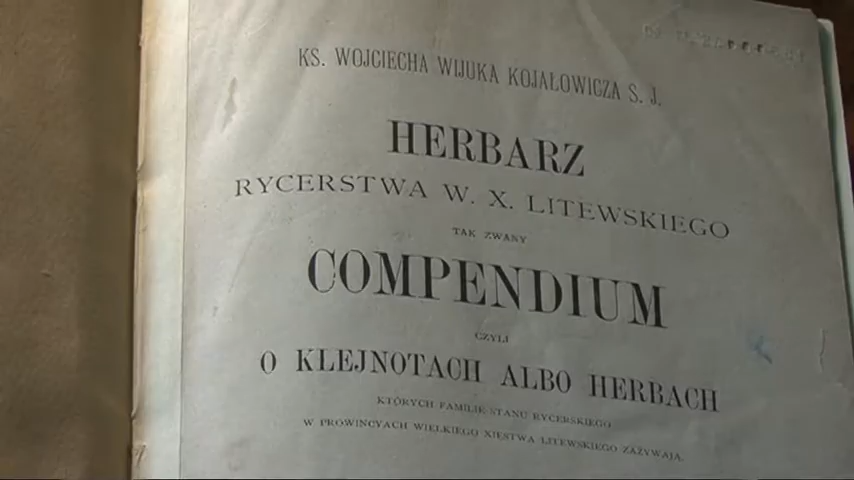 KS. WOJCIECHA WIJUKA KOJAŁOWICZA S. J.
HERBARZ
RYCERSTWA W. X. LITEWSKIEGO
TAK ZWANY
COMPENDIUM
CZYLI
O KLEJNOTACH ALBO HERBACH
KTÓRYCH FAMILIE STANU RYCERSKIEGO
W PROWINCYACH WIELKIEGO XIĘSTWA LITEWSKIEGO ZAŻYWAJĄ.